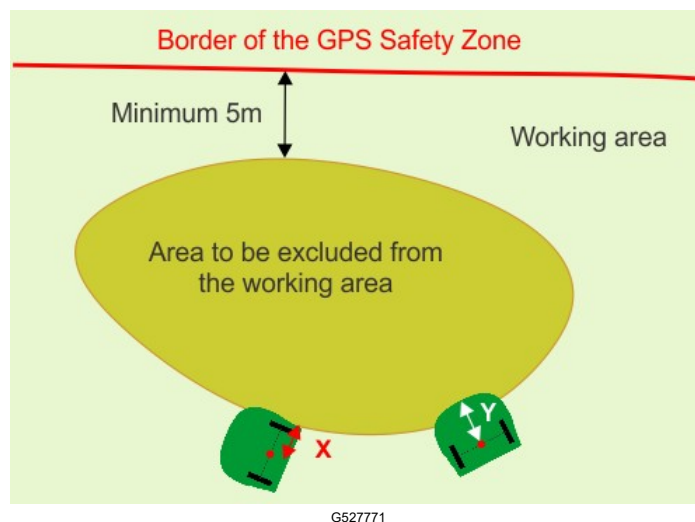 Border of the GPS Safety Zone
Minimum 5m
Working area
Area to be excluded from
the working area
X
Y
G527771